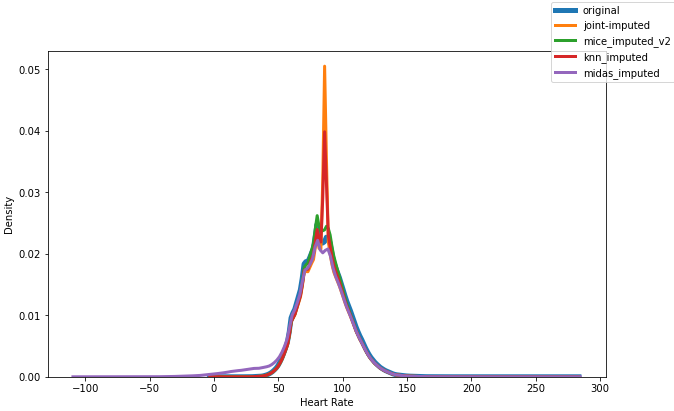 original
joint-imputed
mice_imputed_v2
knn_imputed
midas_imputed
0.05
0.04
0.03
0.02
0.01
0.00
Density
−100 −50 0 50 100 150 200 250 300
Heart Rate